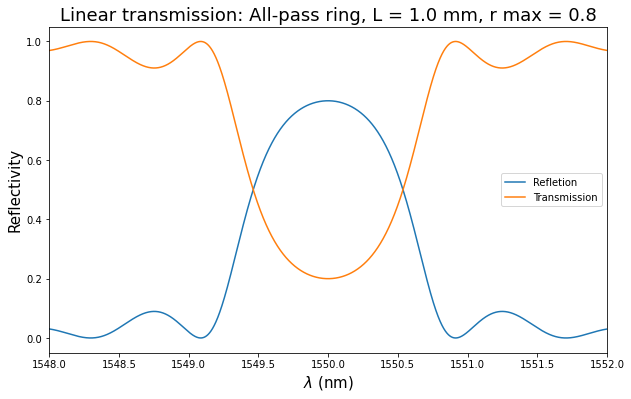 Linear transmission: All-pass ring, L = 1.0 mm, r max = 0.8
Reflectivity
1.0
0.8
0.6
0.4
0.2
0.0
Refletion
Transmission
1548.0 1548.5 1549.0 1549.5 1550.0 1550.5 1551.0 1551.5 1552.0
λ (nm)